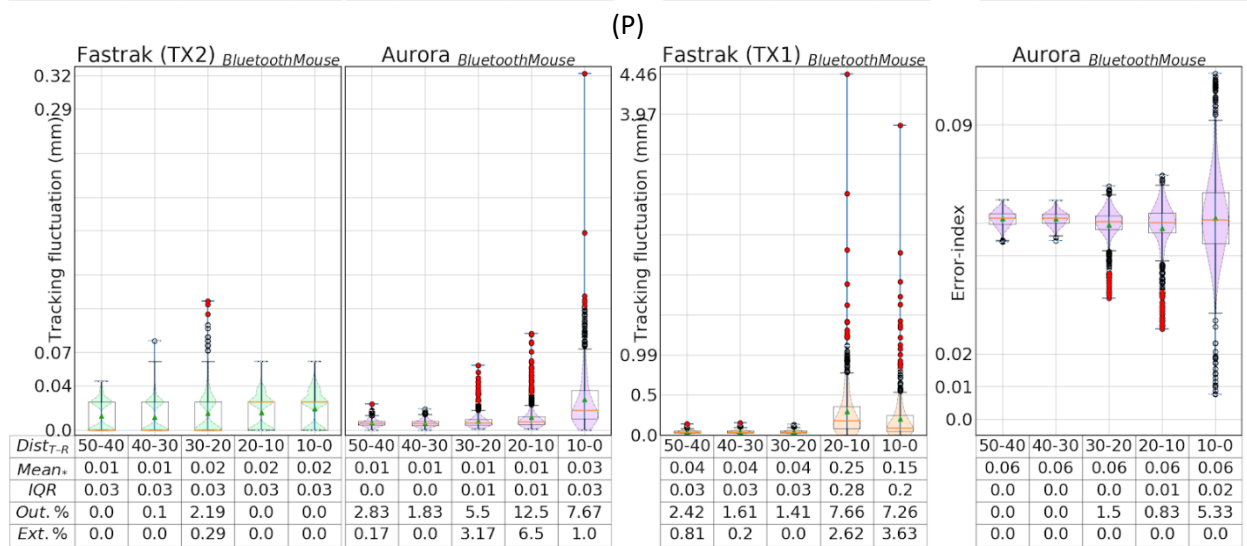 (P)
Fastrak (TX2) BluetoothMouse
Aurora BluetoothMouse
Fastrak (TX1) BluetoothMouse
Aurora BluetoothMouse
Tracking fluctuation (mm)
0.32
0.29
0.07
0.04
0.0
Tracking fluctuation (mm)
4.46
3.97
0.99
0.5
0.0
Error-index
0.09
0.02
0.01
0.0
Dist T-R 50-40 40-30 30-20 20-10 10-0 50-40 40-30 30-20 20-10 10-0 50-40 40-30 30-20 20-10 10-0 50-40 40-30 30-20 20-10 10-0
Mean* 0.01 0.01 0.02 0.02 0.02 0.01 0.01 0.01 0.01 0.03 0.04 0.04 0.04 0.25 0.15 0.06 0.06 0.06 0.06 0.06
IQR 0.03 0.03 0.03 0.03 0.03 0.0 0.0 0.01 0.01 0.03 0.03 0.03 0.03 0.28 0.2 0.0 0.0 0.0 0.01 0.02
Out. % 0.0 0.1 2.19 0.0 0.0 2.83 1.83 5.5 12.5 7.67 2.42 1.61 1.41 7.66 7.26 0.0 0.0 1.5 0.83 5.33
Ext. % 0.0 0.0 0.29 0.0 0.0 0.17 0.0 3.17 6.5 1.0 0.81 0.2 0.0 2.62 3.63 0.0 0.0 0.0 0.0 0.0